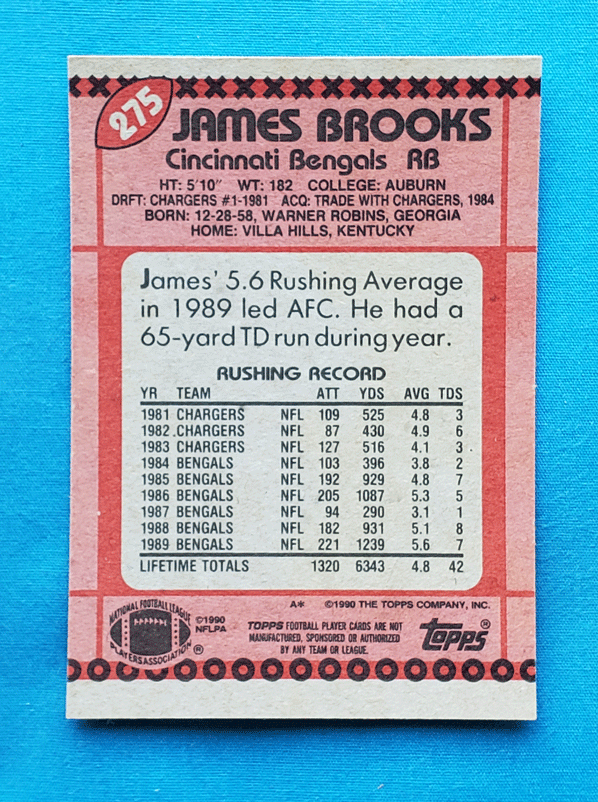 275
JAMES BROOKS
Cincinnati Bengals RB
HT: 5'10" WT: 182 COLLEGE: AUBURN
DRFT: CHARGERS #1-1981 ACQ: TRADE WITH CHARGERS, 1984
BORN: 12-28-58, WARNER ROBINS, GEORGIA
HOME: VILLA HILLS, KENTUCKY
James' 5.6 Rushing Average
in 1989 led AFC. He had a
65-yard TD run during year.
RUSHING RECORD
YR TEAM ATT YDS AVG TDS
1981 CHARGERS NFL 109 525 4.8 3
1982 CHARGERS NFL 87 430 4.9 6
1983 CHARGERS NFL 127 516 4.1 3
1984 BENGALS NFL 103 396 3.8 2
1985 BENGALS NFL 192 929 4.8 7
1986 BENGALS NFL 205 1087 5.3 5
1987 BENGALS NFL 94 290 3.1 1
1988 BENGALS NFL 182 931 5.1 8
1989 BENGALS NFL 221 1239 5.6 7
LIFETIME TOTALS 1320 6343 4.8 42
A* ©1990 THE TOPPS COMPANY, INC.
NATIONAL FOOTBALL LEAGUE
PLAYERS ASSOCIATION ®
©1990
NFLPA
TOPPS FOOTBALL PLAYER CARDS ARE NOT
MANUFACTURED, SPONSORED OR AUTHORIZED
BY ANY TEAM OR LEAGUE.
TOPPS®